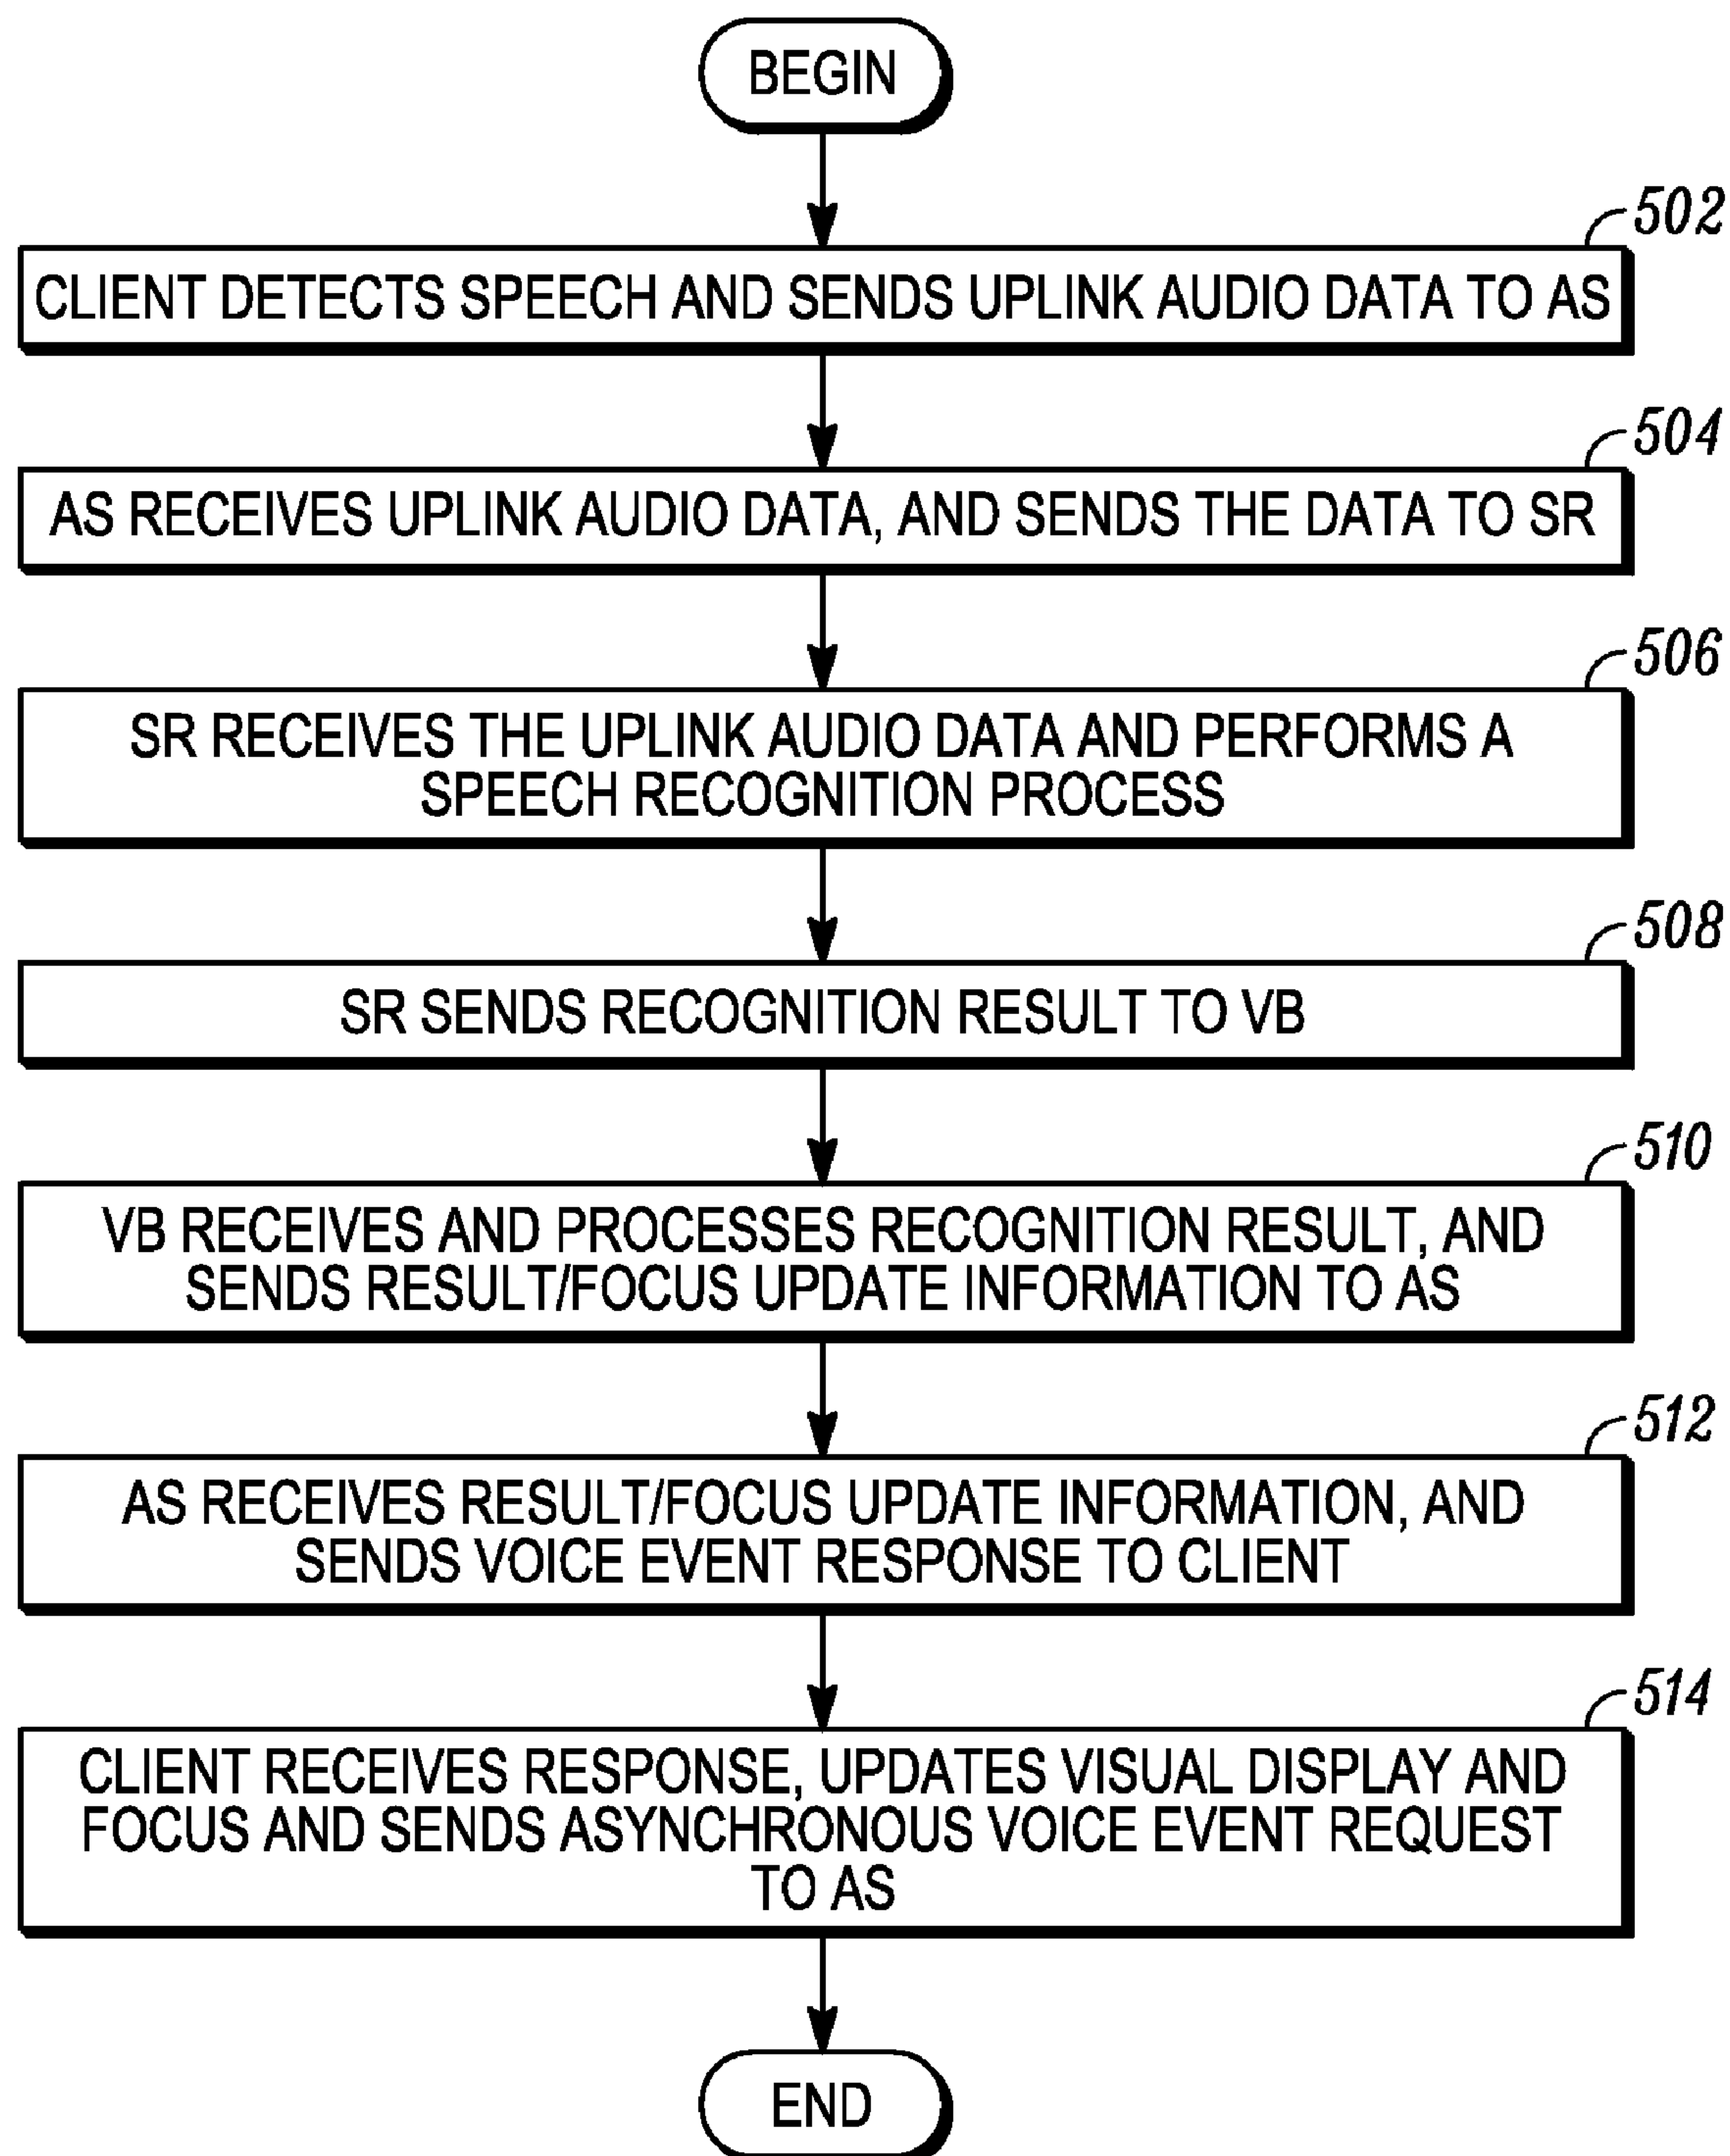 BEGIN
502
CLIENT DETECTS SPEECH AND SENDS UPLINK AUDIO DATA TO AS
504
AS RECEIVES UPLINK AUDIO DATA, AND SENDS THE DATA TO SR
506
SR RECEIVES THE UPLINK AUDIO DATA AND PERFORMS A
SPEECH RECOGNITION PROCESS
508
SR SENDS RECOGNITION RESULT TO VB
510
VB RECEIVES AND PROCESSES RECOGNITION RESULT, AND
SENDS RESULT/FOCUS UPDATE INFORMATION TO AS
512
AS RECEIVES RESULT/FOCUS UPDATE INFORMATION, AND
SENDS VOICE EVENT RESPONSE TO CLIENT
514
CLIENT RECEIVES RESPONSE, UPDATES VISUAL DISPLAY AND
FOCUS AND SENDS ASYNCHRONOUS VOICE EVENT REQUEST
TO AS
END